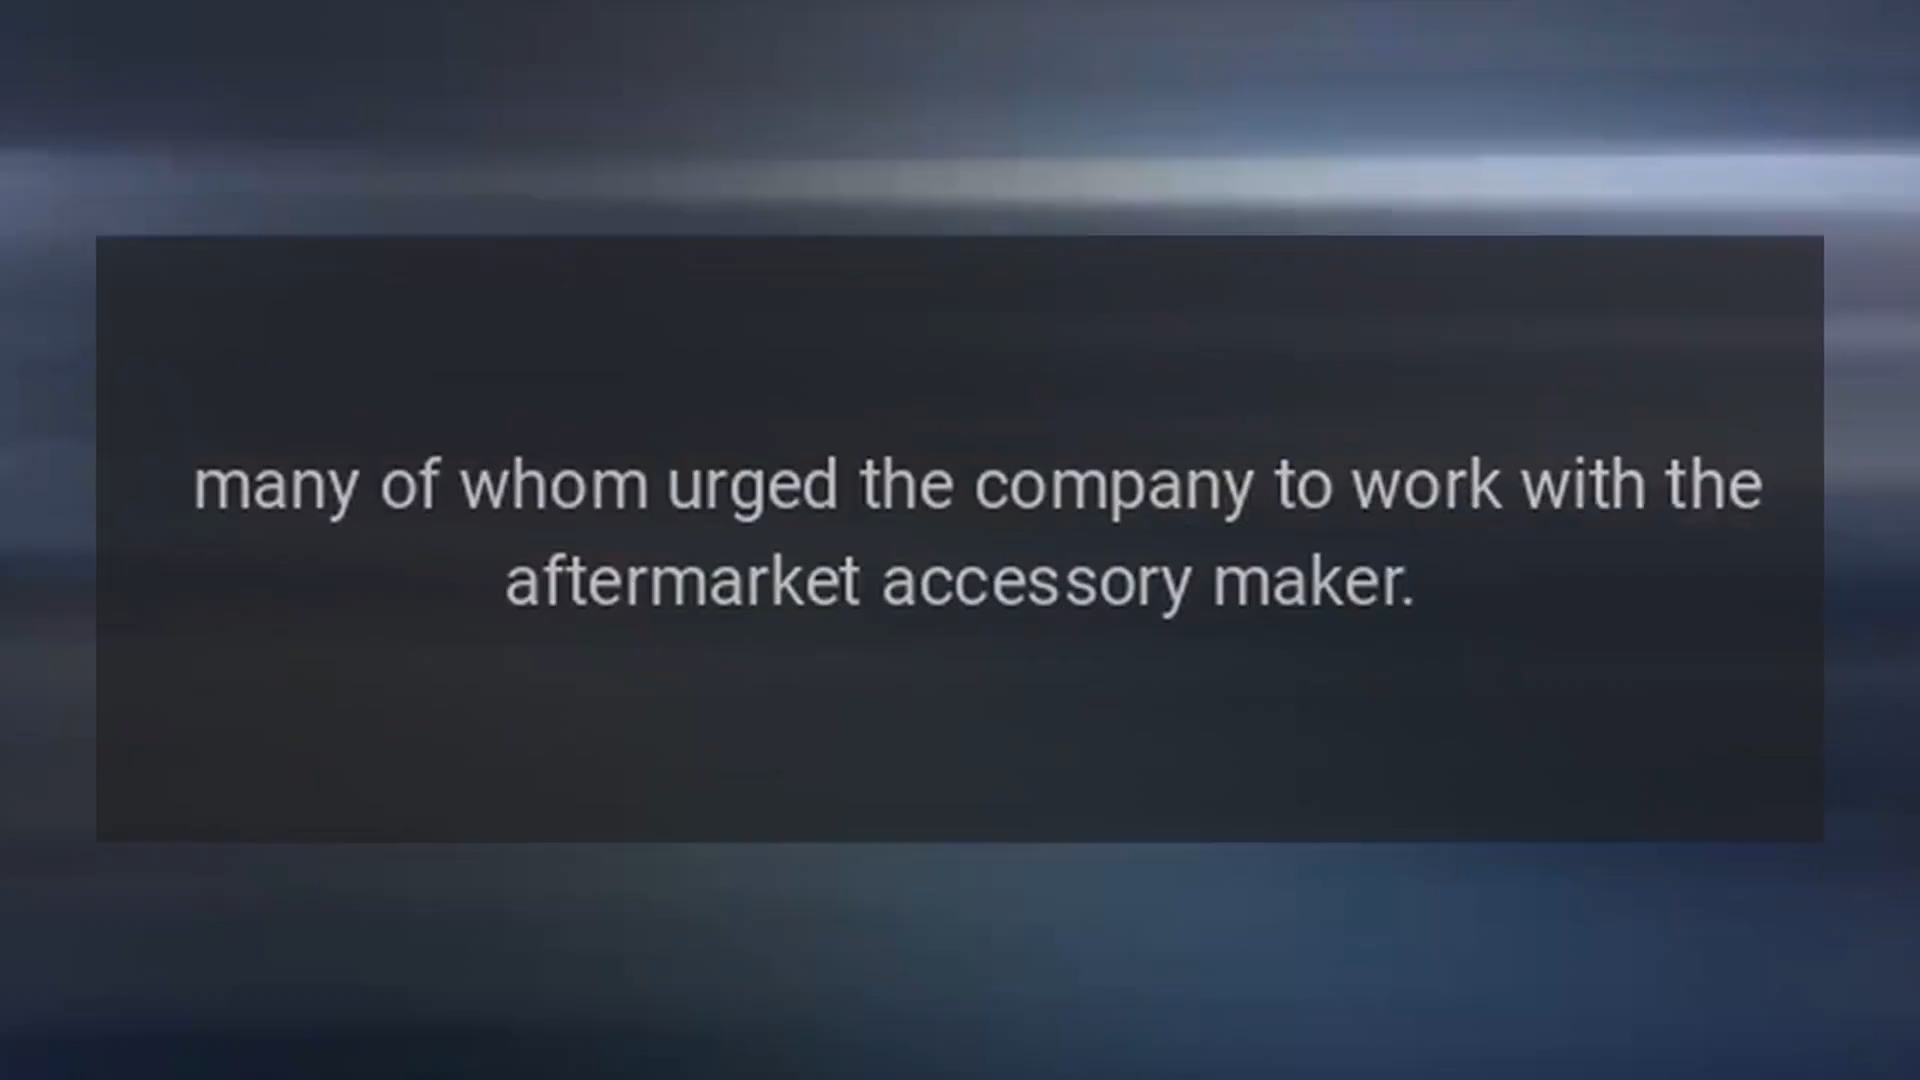 many of whom urged the company to work with the
aftermarket accessory maker.